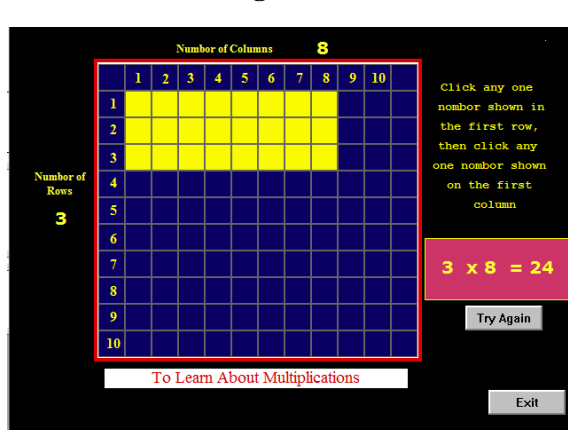 Numbor of Columns 8
1 2 3 4 5 6 7 8 9 10
1
2
3
4
5
6
7
8
9
10
Numbor of
Rows
3
Click any one
nombor shown in
the first row,
then click any
one nombor shown
on the first
column
3 x 8 = 24
Try Again
To Learn About Multiplications
Exit